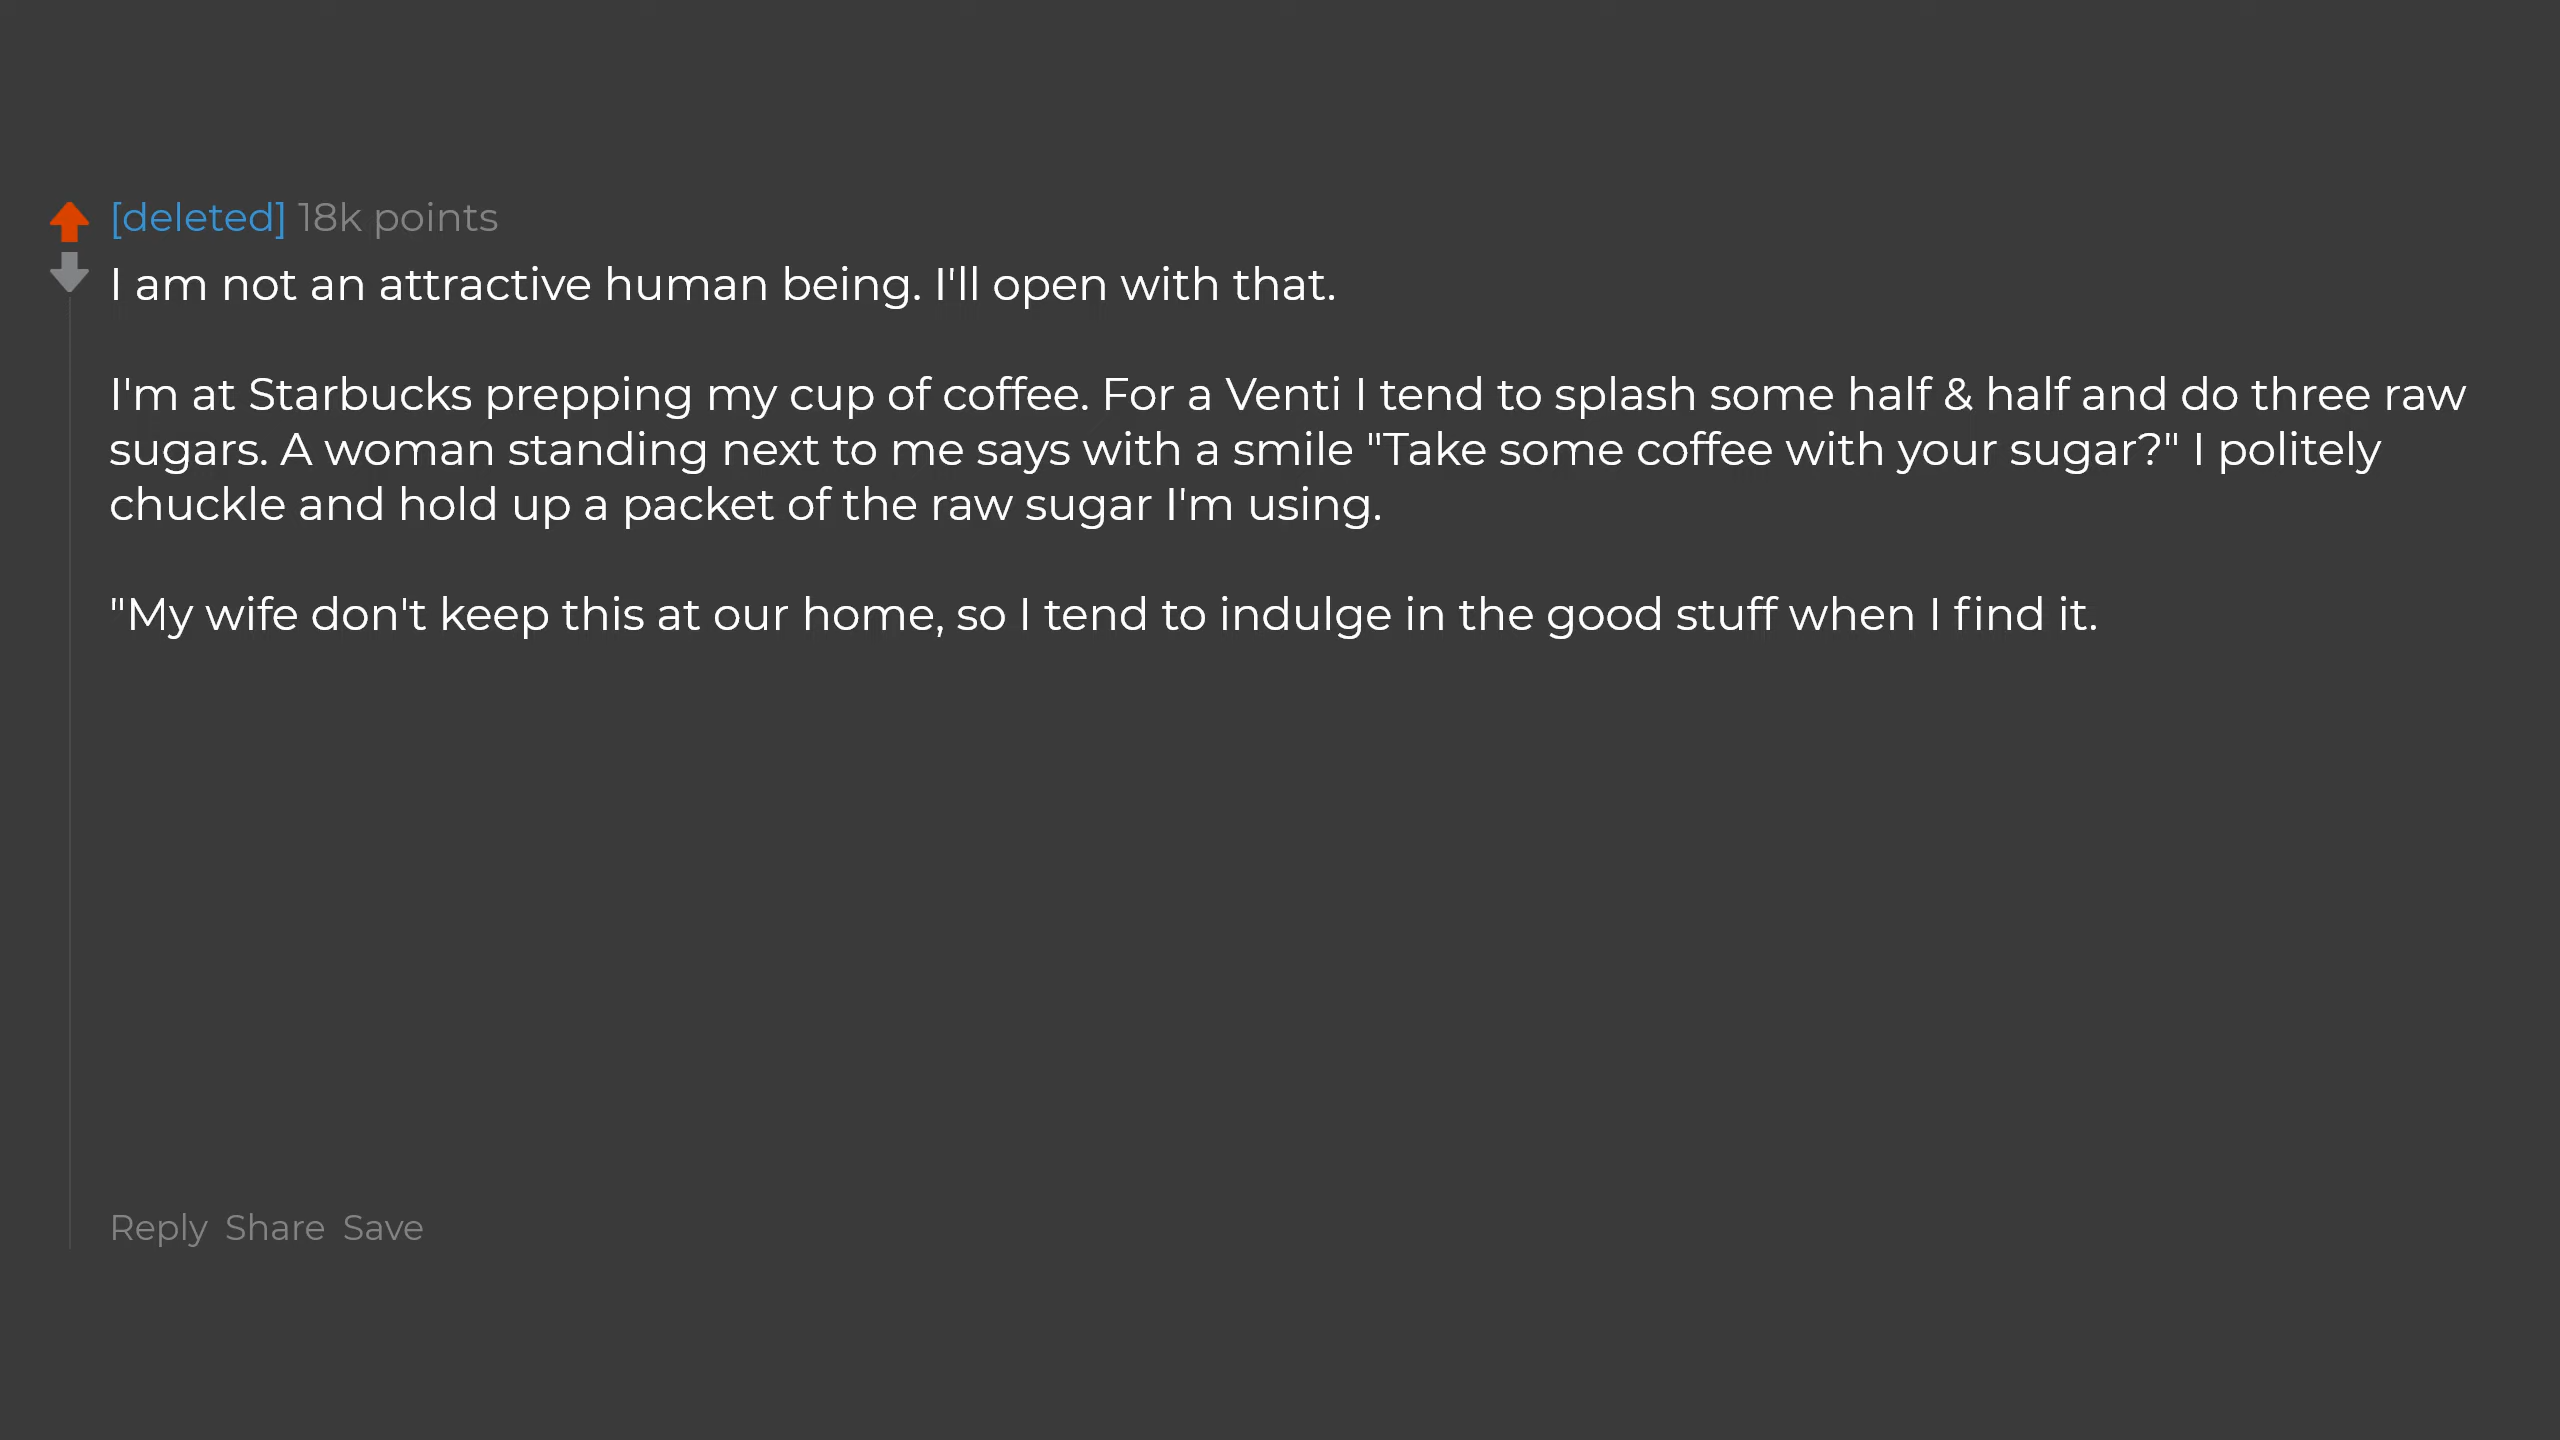 [deleted] 18k points
I am not an attractive human being. I'll open with that.
I'm at Starbucks prepping my cup of coffee. For a Venti I tend to splash some half & half and do three raw
sugars. A woman standing next to me says with a smile "Take some coffee with your sugar?" I politely
chuckle and hold up a packet of the raw sugar I'm using.
"My wife don't keep this at our home, so I tend to indulge in the good stuff when I find it.
Reply Share Save